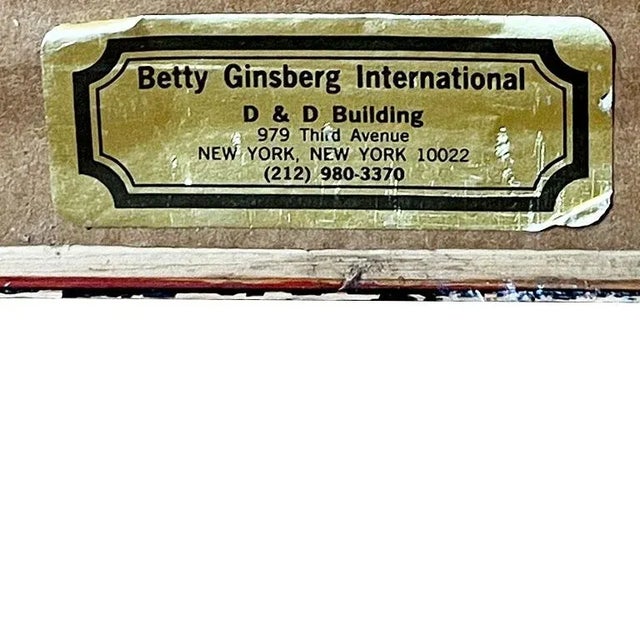 Betty Ginsberg International
D & D Building
979 Third Avenue
NEW YORK, NEW YORK 10022
(212) 980-3370